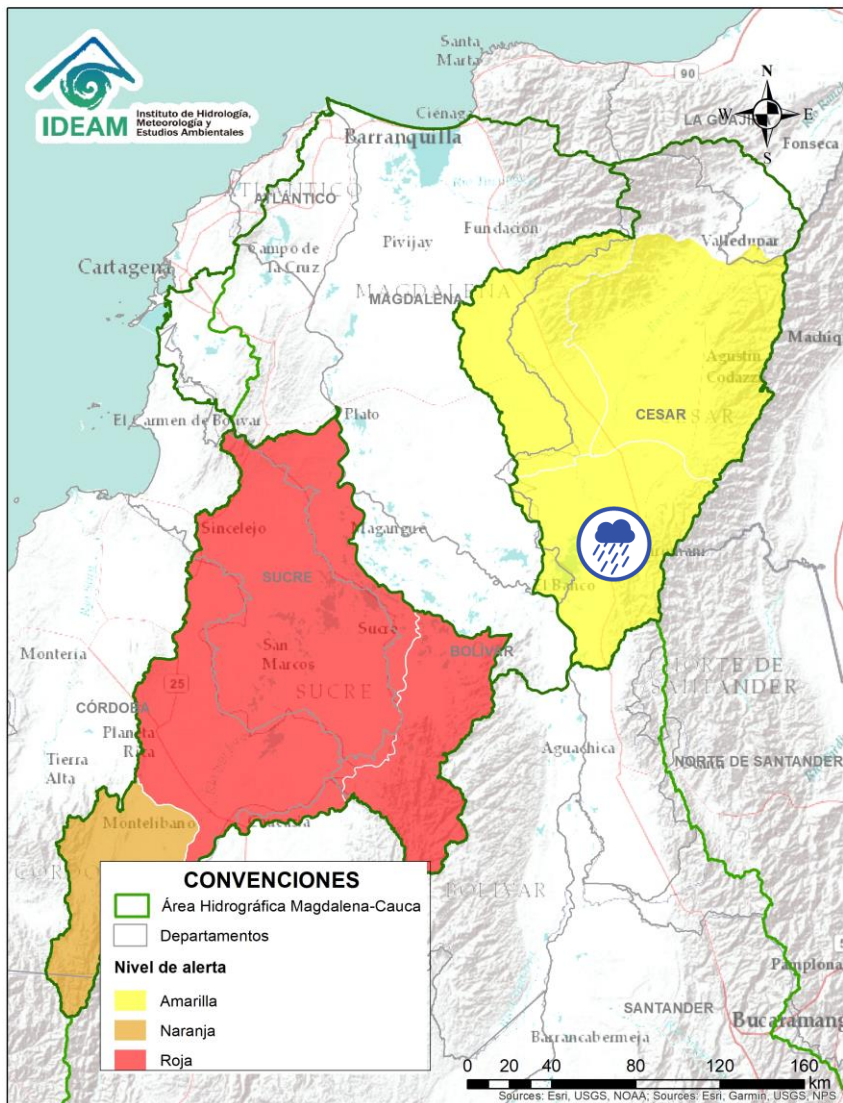 Santa
Marta
90
N
W E
S
IDEAM
Instituto de Hidrología,
Meteorología y
Estudios Ambientales
Ciénaga
LA GUAJIRA
Barranquilla
Fonseca
ATLÁNTICO
Pivijay
Fundación
Campo de
la Cruz
Valledupar
Cartagena
MAGDALENA
MAGDALENA
Machiq
Agustín
Codazzi
CESAR
El Carmen de Bolívar
Plato
Sincelejo
Magangué
SUCRE
El Banco
Sucre
San
Marcos
BOLÍVAR
Montería
25
SUCRE
NORTE DE
SANTANDER
CÓRDOBA
Planeta
Rica
Aguachica
Tierra
Alta
NORTE DE SANTANDER
Montelíbano
Caucasia
BOLÍVAR
CONVENCIONES
Área Hidrográfica Magdalena-Cauca
Departamentos
Nivel de alerta
Amarilla
Naranja
Roja
Pamplona
SANTANDER
Bucaramang
Barrancabermeja
0 20 40 80 120 160
km
Sources: Esri, USGS, NOAA; Sources: Esri, Garmin, USGS, NPS